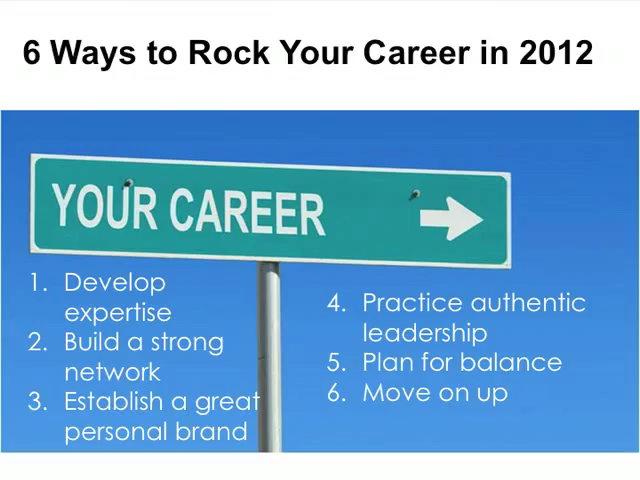 6 Ways to Rock Your Career in 2012
YOUR CAREER
1. Develop
expertise
2. Build a strong
network
3. Establish a great
personal brand
4. Practice authentic
leadership
5. Plan for balance
6. Move on up